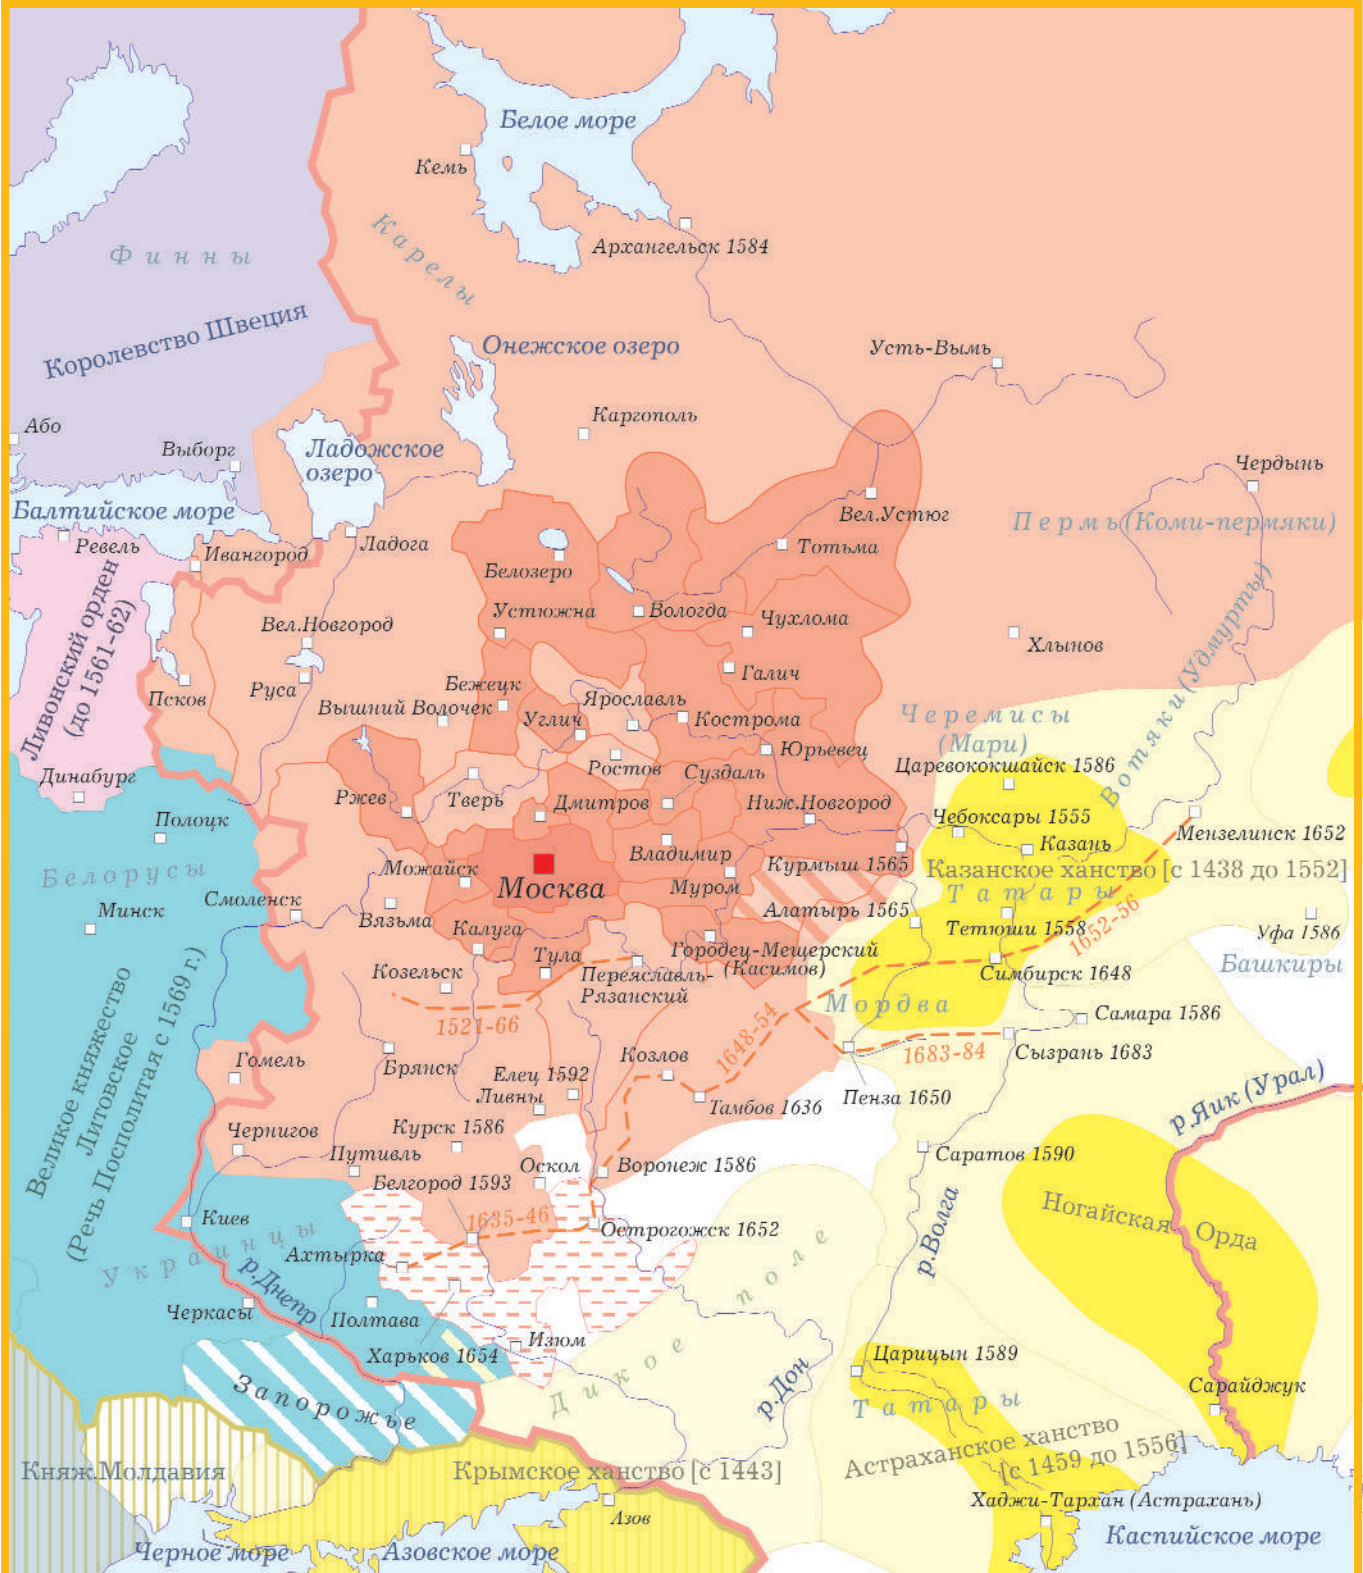 Белое море
Кемь
Архангельск 1584
Карелы
Финны
Королевство Швеция
Онежское озеро
Усть-Вымь
Або
Каргополь
Выборг
Ладожское
озеро
Чердынь
Балтийское море
Вел.Устюг
Пермь(Коми-пермяки)
Ревель
Ивангород
Ладога
Тотьма
Белозеро
Ливонский орден
(до 1561-62)
Вел.Новгород
Устюжна
Вологда
Чухлома
Хлынов
Псков
Руса
Бежецк
Галич
Вышний Волочек
Углич
Ярославль
Кострома
Черемисы
(Мари)
Вотяки(Удмурты)
Юрьевец
Динабург
Ростов
Суздаль
Царевококшайск 1586
Ржев
Тверь
Дмитров
Ниж.Новгород
Полоцк
Чебоксары 1555
Казань
Мензелинск 1652
Белорусы
Можайск
Москва
Владимир
Муром
Курмыш 1565
Казанское ханство [с 1438 до 1552]
Татары
Минск
Смоленск
Вязьма
Алатырь 1565
Калуга
Тетюши 1558
1652-56
Уфа 1586
Козельск
Тула
Переяславль-
Рязанский
Городец-Мещерский
(Касимов)
Симбирск 1648
Башкиры
Великое княжество
Литовское
(Речь Посполитая с 1569 г.)
1521-66
Мордва
Самара 1586
1648-54
1683-84
Сызрань 1683
Гомель
Брянск
Козлов
Елец 1592
Ливны
Тамбов 1636
Пенза 1650
р.Яик (Урал)
Чернигов
Курск 1586
Путивль
Оскол
Воронеж 1586
Саратов 1590
Белгород 1593
Киев
1635-46
Острогожск 1652
Ногайская Орда
р.Волга
Украинцы
Ахтырка
р.Днепр
Черкасы
Полтава
Харьков 1654
Изюм
Дикое поле
р.Дон
Царицын 1589
Запорожье
Татары
Сарайджук
Астраханское ханство
[с 1459 до 1556]
Княж.Молдавия
Крымское ханство [с 1443]
Хаджи-Тархан (Астрахань)
Азов
Черное море
Азовское море
Каспийское море